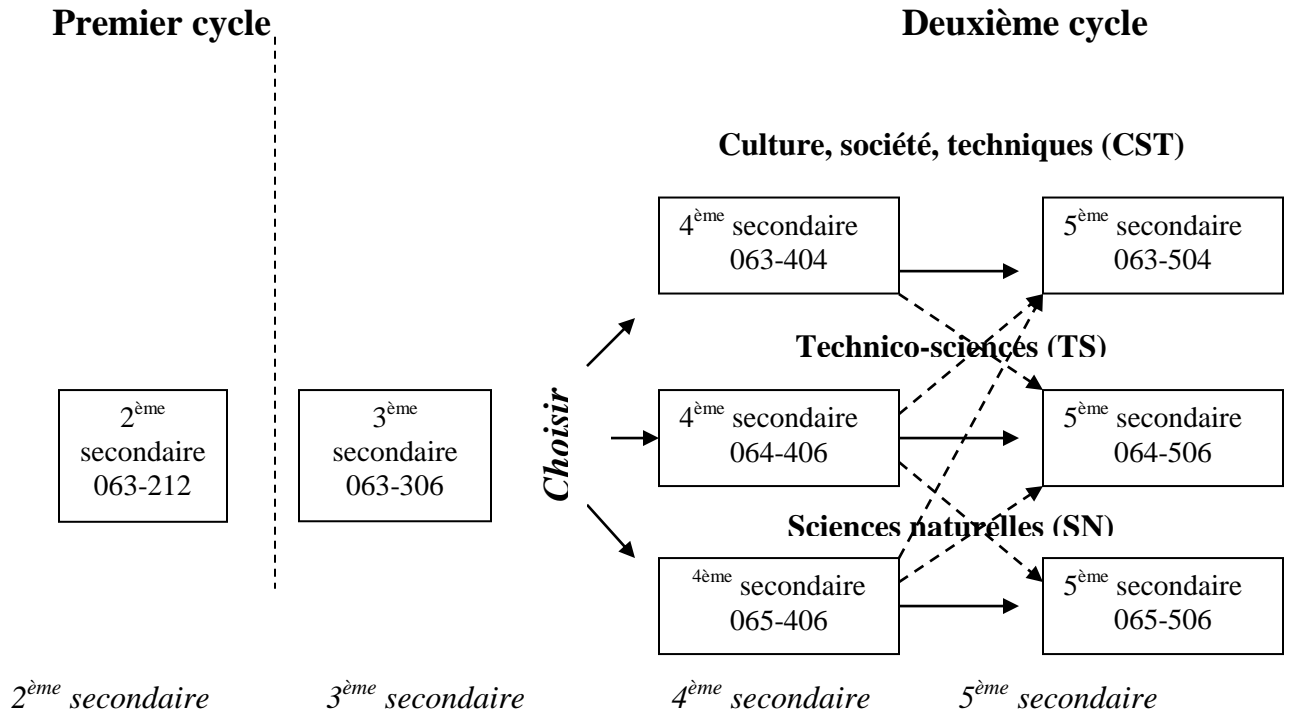 Premier cycle
Deuxième cycle
Culture, société, techniques (CST)
4ème secondaire
063-404
5ème secondaire
063-504
Technico-sciences (TS)
2ème
secondaire
063-212
3ème
secondaire
063-306
Choisir
4ème secondaire
064-406
5ème secondaire
064-506
Sciences naturelles (SN)
4ème secondaire
065-406
5ème secondaire
065-506
2ème secondaire
3ème secondaire
4ème secondaire
5ème secondaire